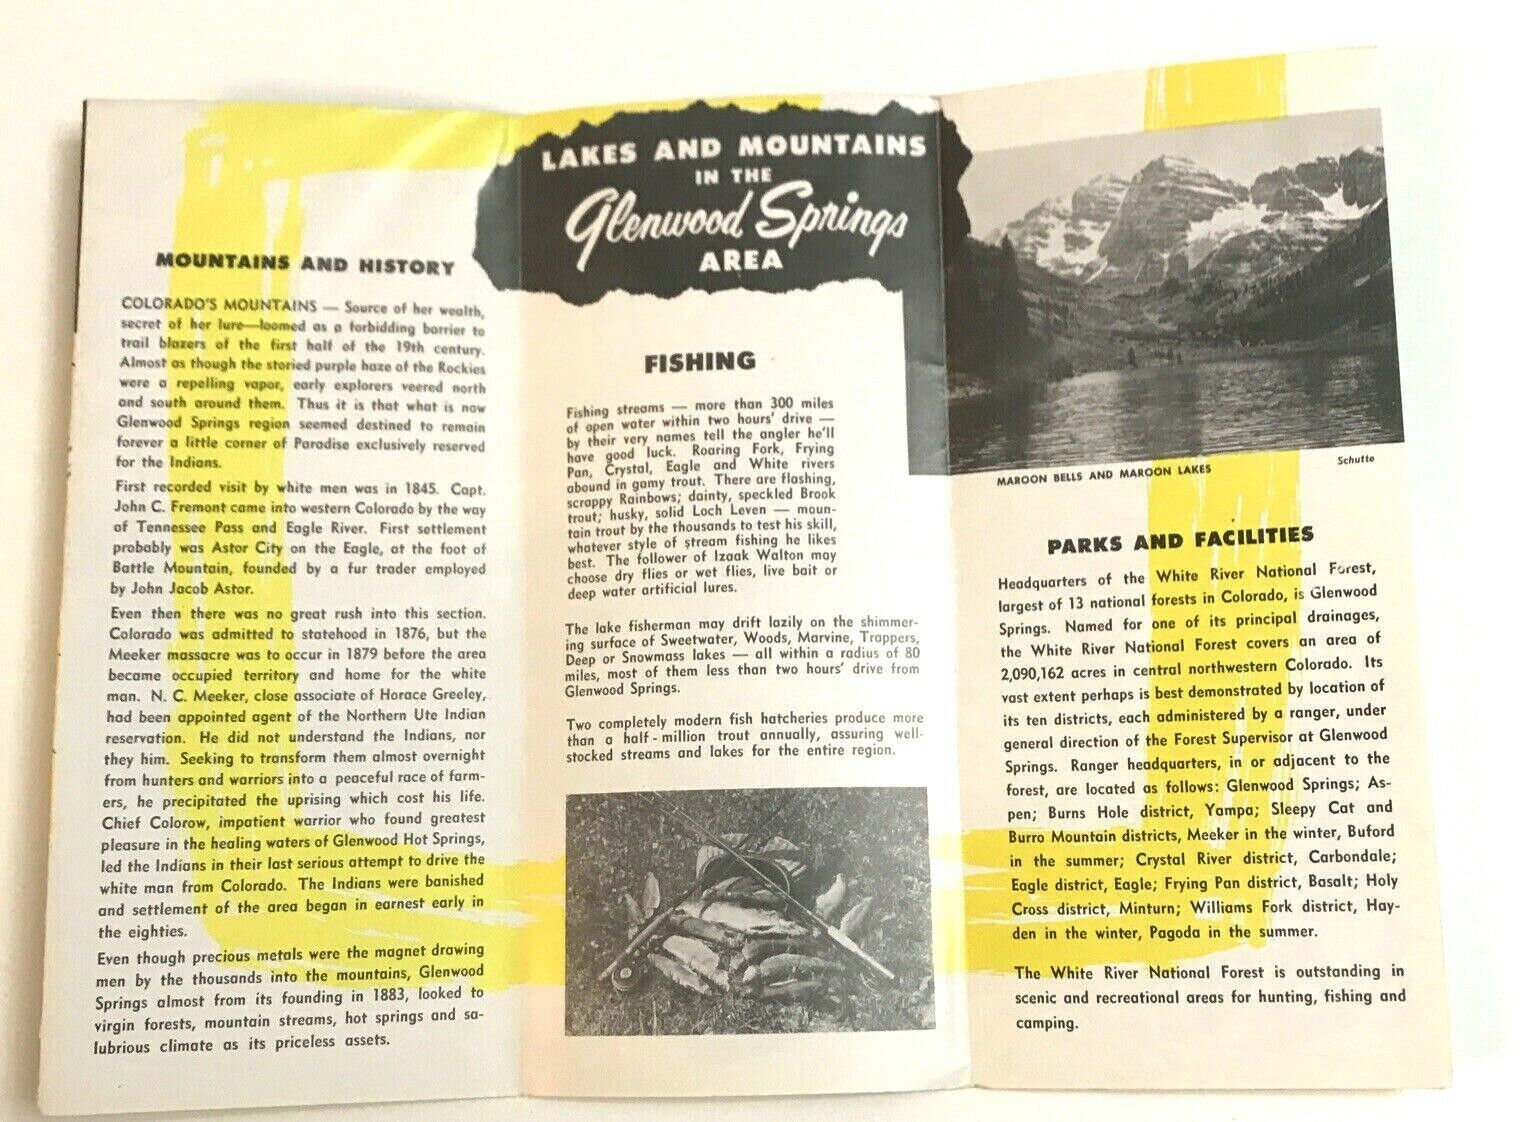 MOUNTAINS AND HISTORY
COLORADO'S MOUNTAINS — Source of her wealth,
secret of her lure—loomed as a forbidding barrier to
trail blazers of the first half of the 19th century.
Almost as though the storied purple haze of the Rockies
were a repelling vapor, early explorers veered north
and south around them. Thus it is that what is now
Glenwood Springs region seemed destined to remain
forever a little corner of Paradise exclusively reserved
for the Indians.
First recorded visit by white men was in 1845. Capt.
John C. Fremont came into western Colorado by the way
of Tennessee Pass and Eagle River. First settlement
probably was Astor City on the Eagle, at the foot of
Battle Mountain, founded by a fur trader employed
by John Jacob Astor.
Even then there was no great rush into this section.
Colorado was admitted to statehood in 1876, but the
Meeker massacre was to occur in 1879 before the area
became occupied territory and home for the white
man. N. C. Meeker, close associate of Horace Greeley,
had been appointed agent of the Northern Ute Indian
reservation. He did not understand the Indians, nor
they him. Seeking to transform them almost overnight
from hunters and warriors into a peaceful race of farm-
ers, he precipitated the uprising which cost his life.
Chief Colorow, impatient warrior who found greatest
pleasure in the healing waters of Glenwood Hot Springs,
led the Indians in their last serious attempt to drive the
white man from Colorado. The Indians were banished
and settlement of the area began in earnest early in
the eighties.
Even though precious metals were the magnet drawing
men by the thousands into the mountains, Glenwood
Springs almost from its founding in 1883, looked to
virgin forests, mountain streams, hot springs and sa-
lubrious climate as its priceless assets.
LAKES AND MOUNTAINS
IN THE
Glenwood Springs
AREA
FISHING
Fishing streams — more than 300 miles
of open water within two hours' drive —
by their very names tell the angler he'll
have good luck. Roaring Fork, Frying
Pan, Crystal, Eagle and White rivers
abound in gamy trout. There are flashing,
scrappy Rainbows; dainty, speckled Brook
trout; husky, solid Loch Leven — moun-
tain trout by the thousands to test his skill,
whatever style of stream fishing he likes
best. The follower of Izaak Walton may
choose dry flies or wet flies, live bait or
deep water artificial lures.
The lake fisherman may drift lazily on the shimmer-
ing surface of Sweetwater, Woods, Marvine, Trappers,
Deep or Snowmass lakes — all within a radius of 80
miles, most of them less than two hours' drive from
Glenwood Springs.
Two completely modern fish hatcheries produce more
than a half-million trout annually, assuring well-
stocked streams and lakes for the entire region.
MAROON BELLS AND MAROON LAKES
Schutte
PARKS AND FACILITIES
Headquarters of the White River National Forest,
largest of 13 national forests in Colorado, is Glenwood
Springs. Named for one of its principal drainages,
the White River National Forest covers an area of
2,090,162 acres in central northwestern Colorado. Its
vast extent perhaps is best demonstrated by location of
its ten districts, each administered by a ranger, under
general direction of the Forest Supervisor at Glenwood
Springs. Ranger headquarters, in or adjacent to the
forest, are located as follows: Glenwood Springs; As-
pen; Burns Hole district, Yampa; Sleepy Cat and
Burro Mountain districts, Meeker in the winter, Buford
in the summer; Crystal River district, Carbondale;
Eagle district, Eagle; Frying Pan district, Basalt; Holy
Cross district, Minturn; Williams Fork district, Hay-
den in the winter, Pagoda in the summer.
The White River National Forest is outstanding in
scenic and recreational areas for hunting, fishing and
camping.